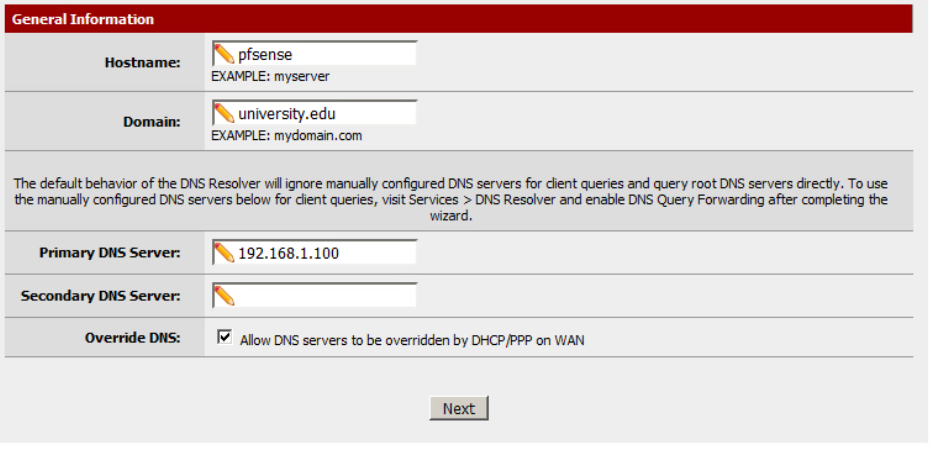 General Information
Hostname: pfsense
EXAMPLE: myserver
Domain: university.edu
EXAMPLE: mydomain.com
The default behavior of the DNS Resolver will ignore manually configured DNS servers for client queries and query root DNS servers directly. To use
the manually configured DNS servers below for client queries, visit Services > DNS Resolver and enable DNS Query Forwarding after completing the
wizard.
Primary DNS Server: 192.168.1.100
Secondary DNS Server:
Override DNS: Allow DNS servers to be overridden by DHCP/PPP on WAN
Next